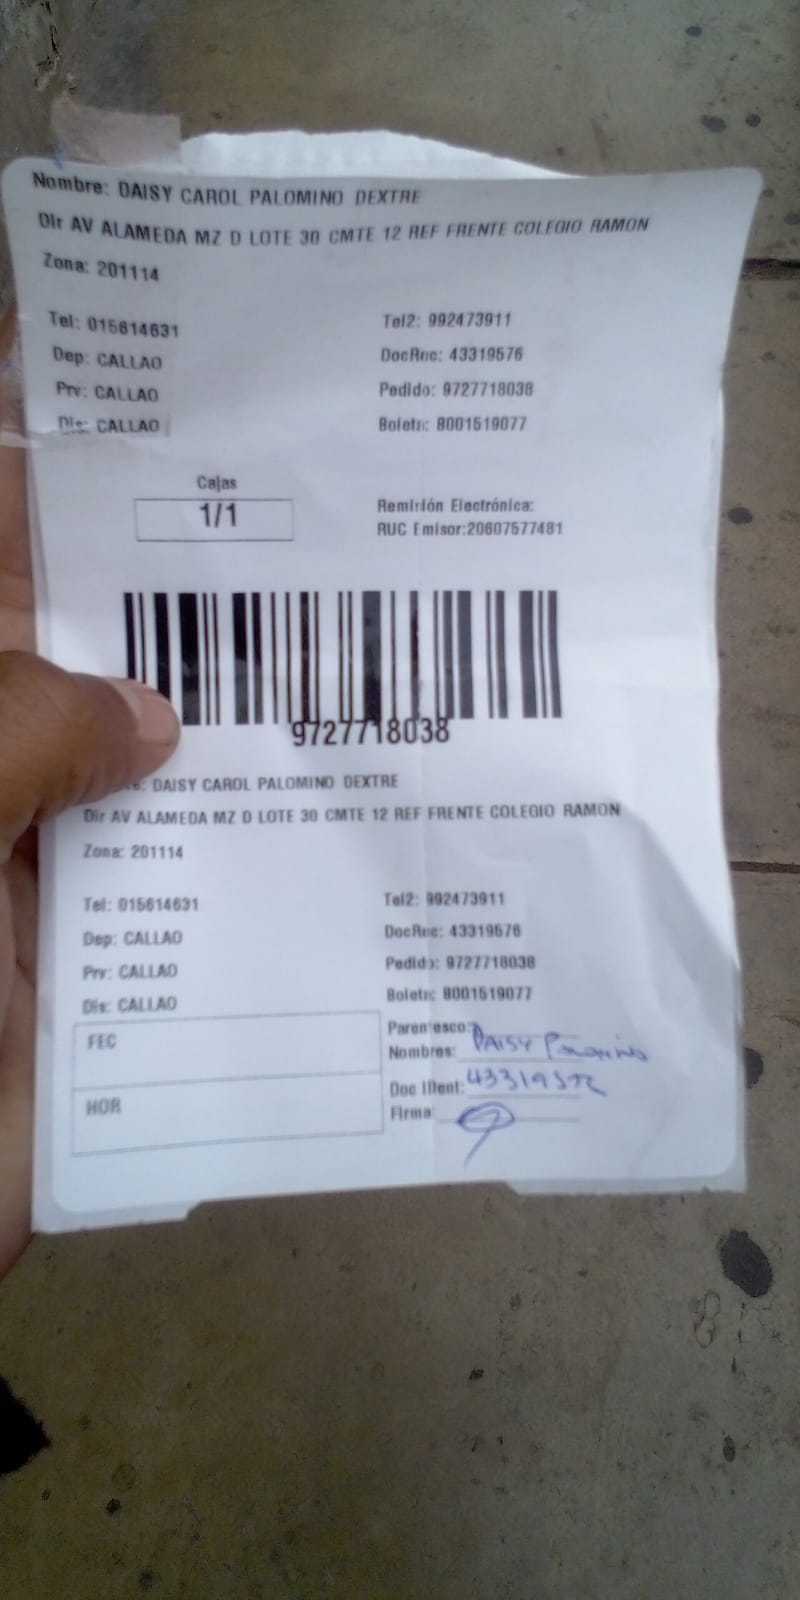 Nombre: DAISY CAROL PALOMINO DEXTRE
Dir AV ALAMEDA MZ D LOTE 30 CMTE 12 REF FRENTE COLEGIO RAMON
Zona: 201114
Tel: 015614631 Tel2: 992473911
Dep: CALLAO DocRuc: 43319576
Prv: CALLAO Pedido: 9727718038
Dis: CALLAO Boleta: 8001519077
Cajas
1/1
Remisión Electrónica:
RUC Emisor:20607577481
9727718038
DAISY CAROL PALOMINO DEXTRE
Dir AV ALAMEDA MZ D LOTE 30 CMTE 12 REF FRENTE COLEGIO RAMON
Zona: 201114
Tel: 015614631 Tel2: 992473911
Dep: CALLAO DocRuc: 43319576
Prv: CALLAO Pedido: 9727718038
Dis: CALLAO Boleta: 8001519077
FEC
HOR
Parentesco:
Nombres: DAISY Palomino
Doc Ident:
Firma: